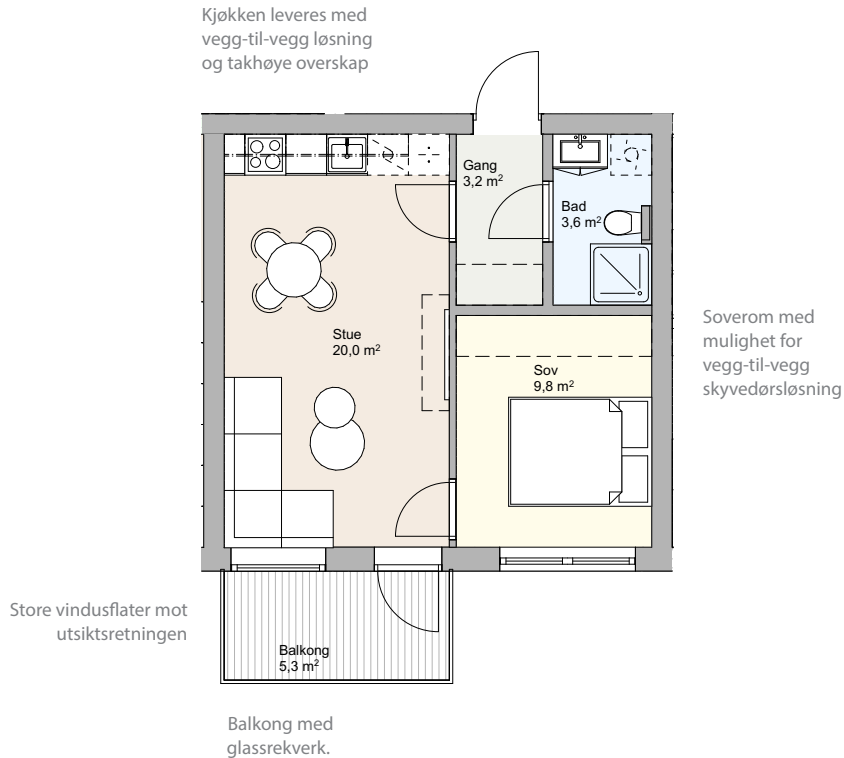 Kjøkken leveres med
vegg-til-vegg løsning
og takhøye overskap
Gang
3,2 m²
Bad
3,6 m²
Stue
20,0 m²
Sov
9,8 m²
Soverom med
mulighet for
vegg-til-vegg
skyvedørsløsning
Store vindusflater mot
utsiktsretningen
Balkong
5,3 m²
Balkong med
glassrekverk.